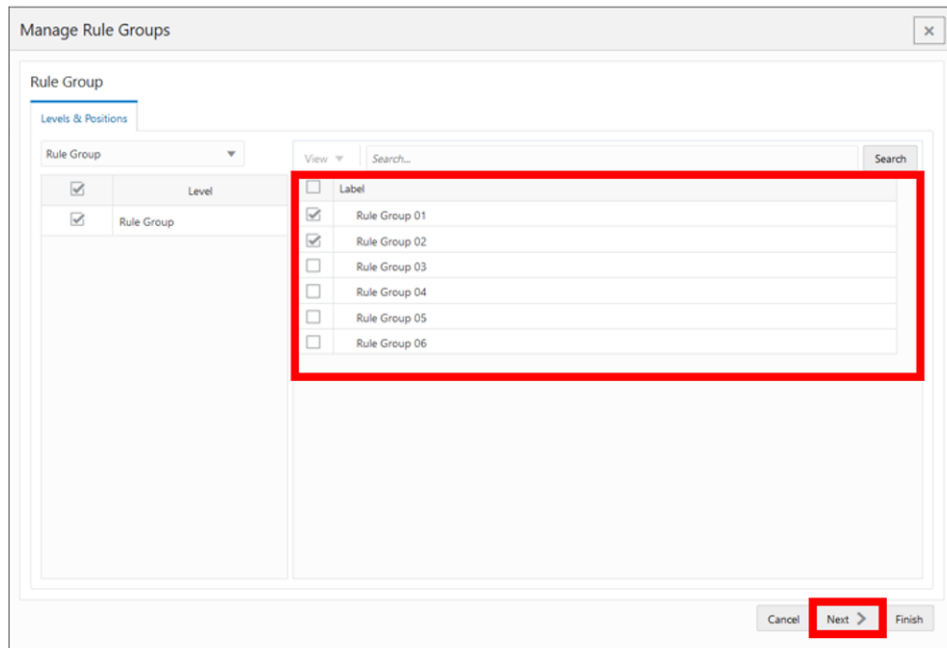 Manage Rule Groups
Rule Group
Levels & Positions
Rule Group
View
Search...
Search
Level
Label
Rule Group
Rule Group 01
Rule Group 02
Rule Group 03
Rule Group 04
Rule Group 05
Rule Group 06
Cancel
Next
Finish